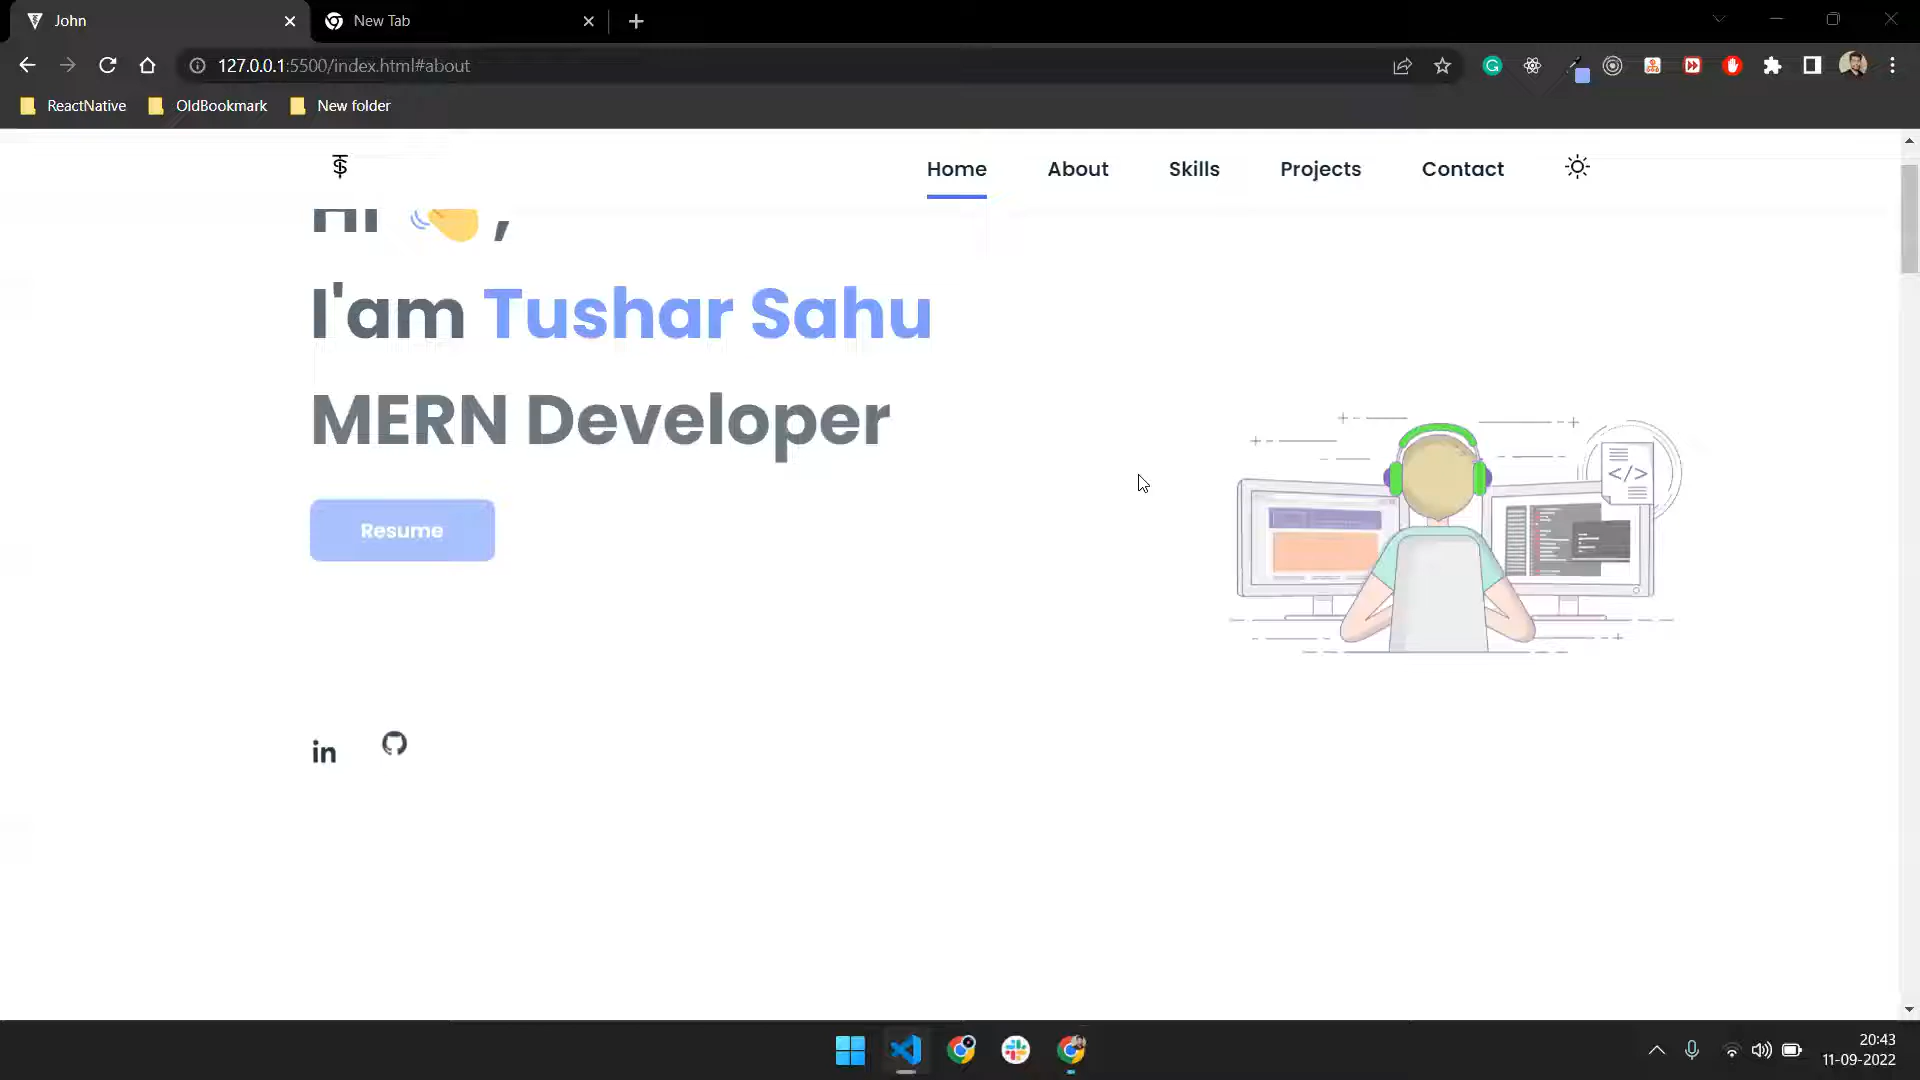 John
New Tab
127.0.0.1:5500/index.html#about
ReactNative
OldBookmark
New folder
Home
About
Skills
Projects
Contact
Hi 👋,
I'am Tushar Sahu
MERN Developer
Resume
in
</>
20:43
11-09-2022